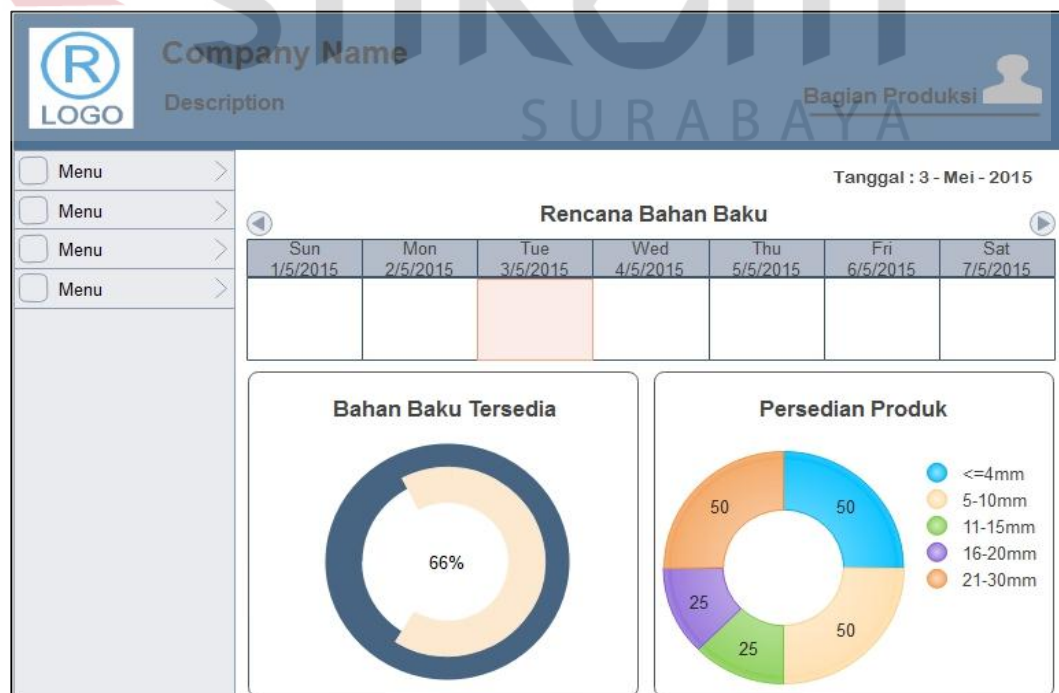 R
LOGO
Company Name
Description
Bagian Produksi
SURABAYA
Menu
Menu
Menu
Menu
Tanggal : 3 - Mei - 2015
Rencana Bahan Baku
Sun Mon Tue Wed Thu Fri Sat
1/5/2015 2/5/2015 3/5/2015 4/5/2015 5/5/2015 6/5/2015 7/5/2015
Bahan Baku Tersedia
66%
Persedian Produk
50 50
25
25 50
<=4mm
5-10mm
11-15mm
16-20mm
21-30mm